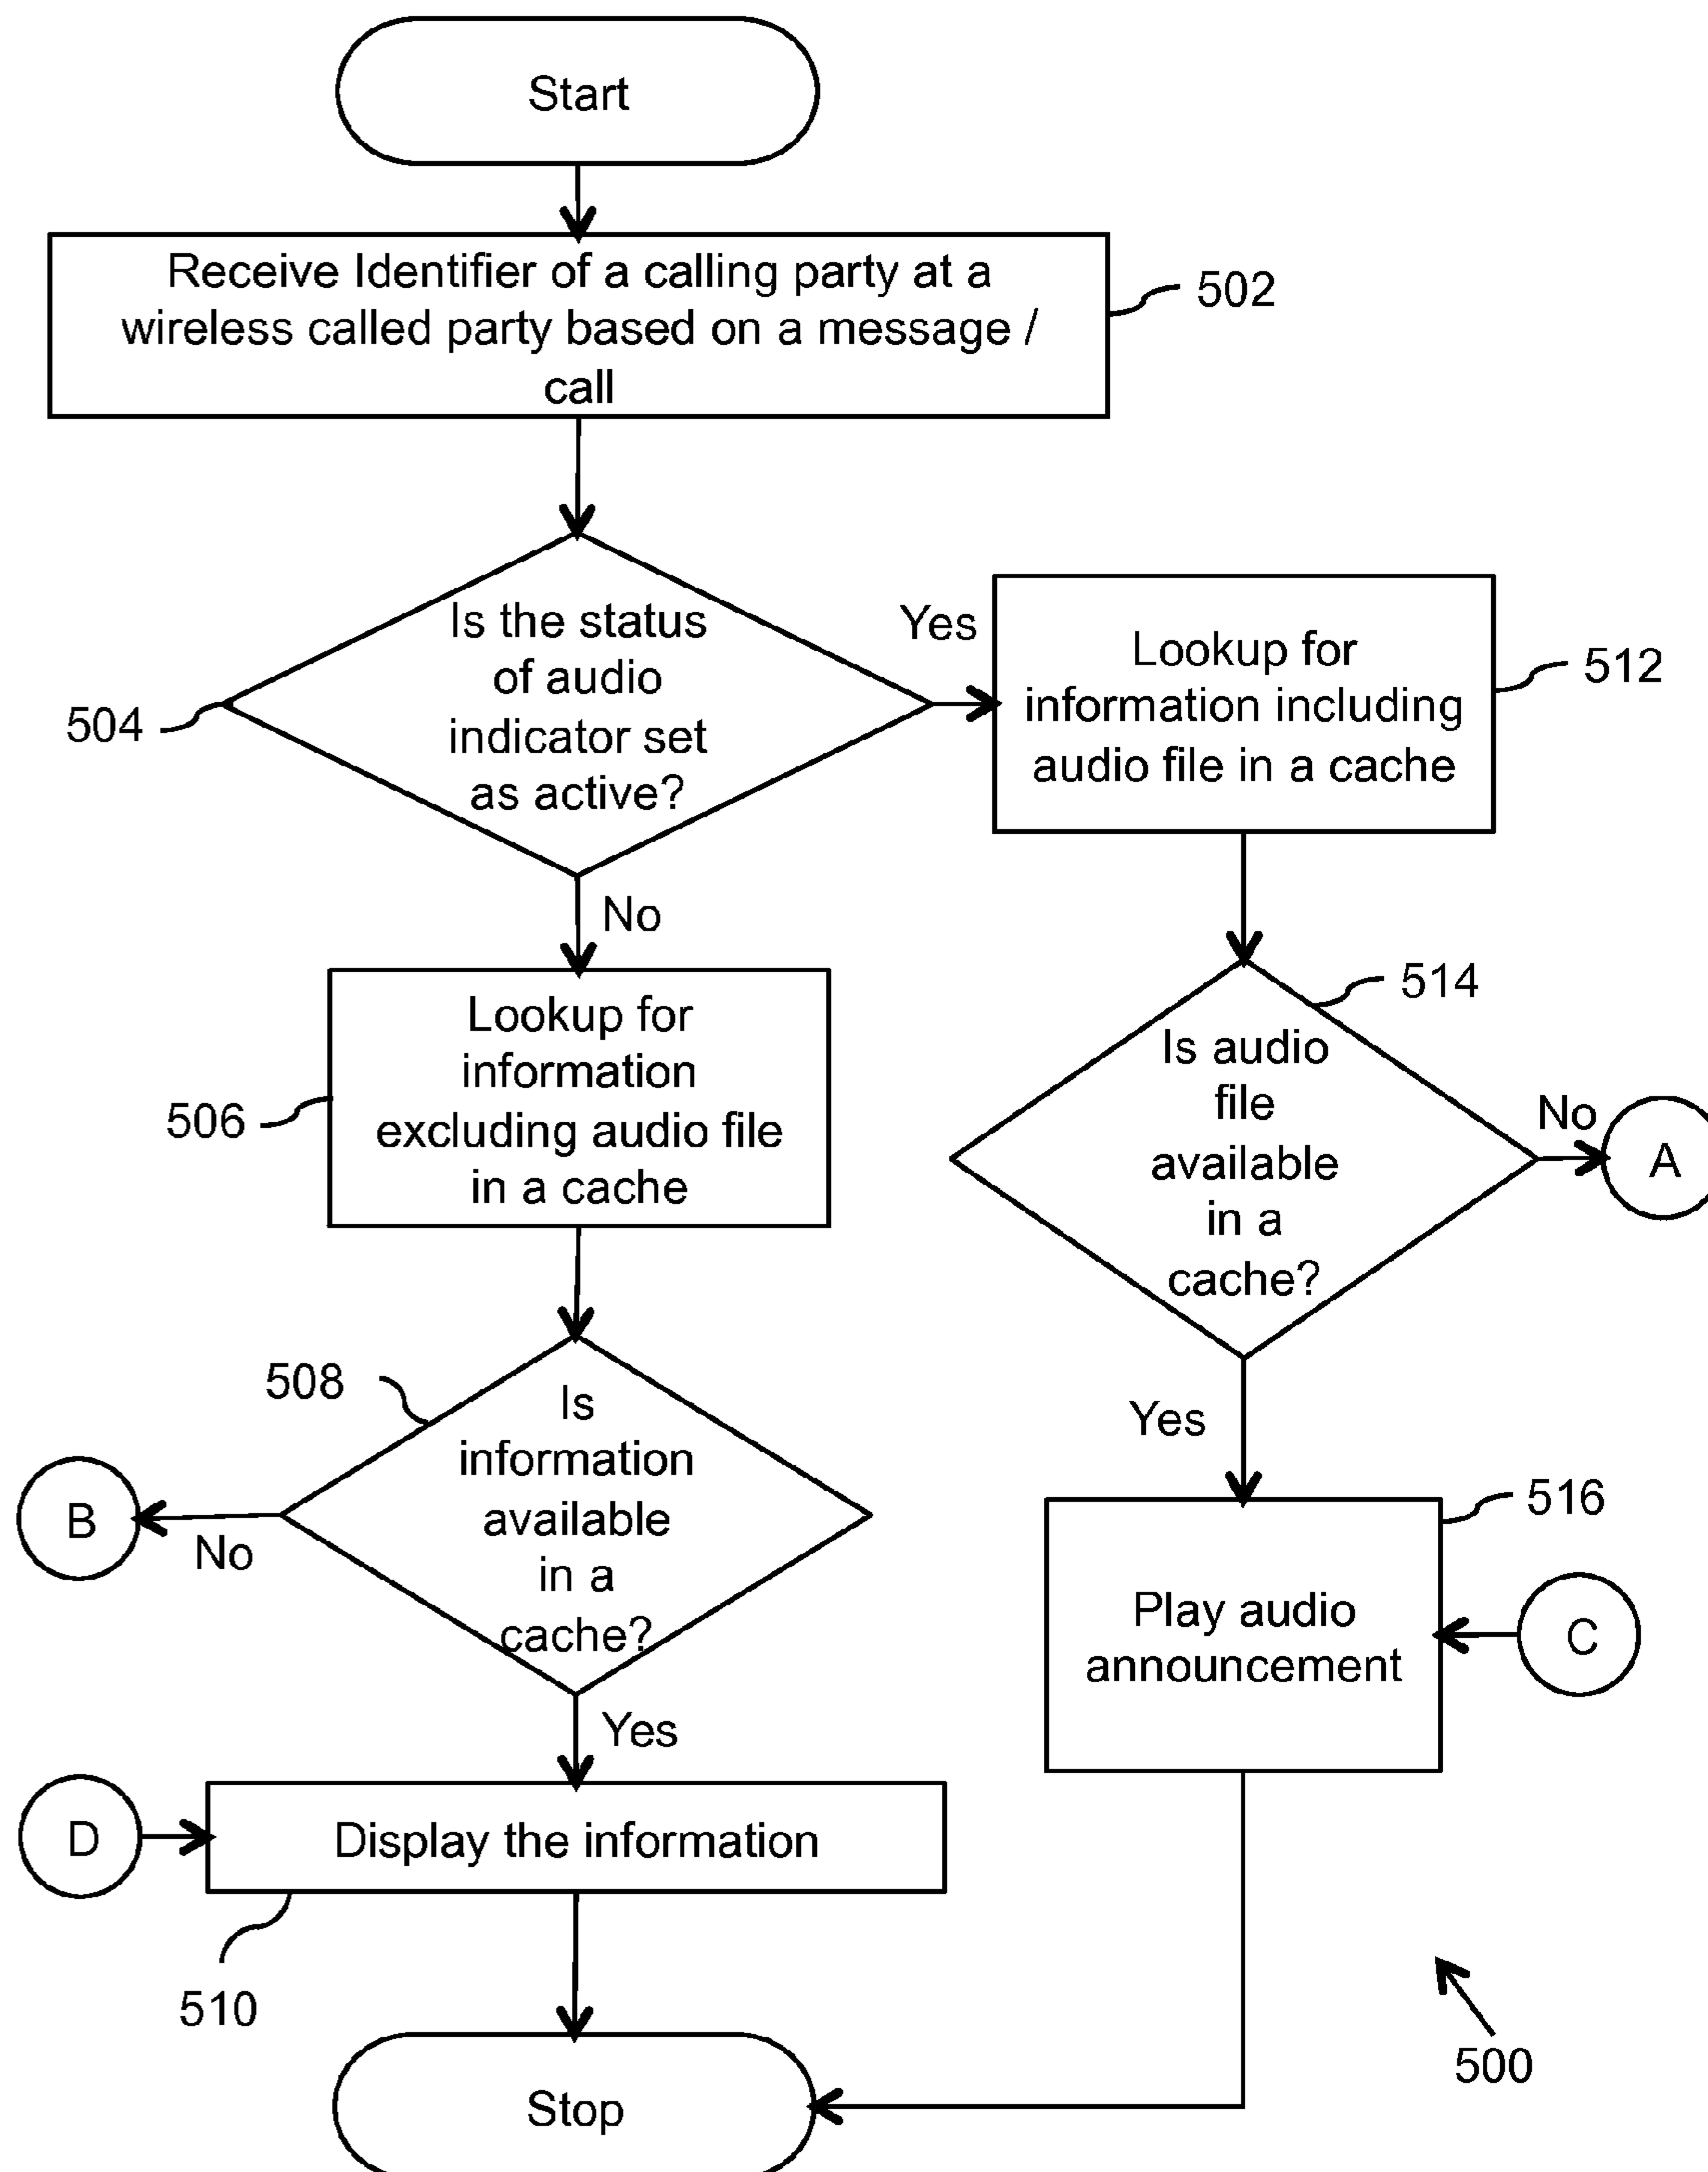 Start
Receive Identifier of a calling party at a
wireless called party based on a message /
call
502
Is the status
of audio
indicator set
as active?
504
Yes
Lookup for
information including
audio file in a cache
512
No
Lookup for
information
excluding audio file
in a cache
506
514
Is audio
file
available
in a
cache?
No
A
508
Is
information
available
in a
cache?
B
No
Yes
516
Play audio
announcement
C
Yes
D
Display the information
510
500
Stop